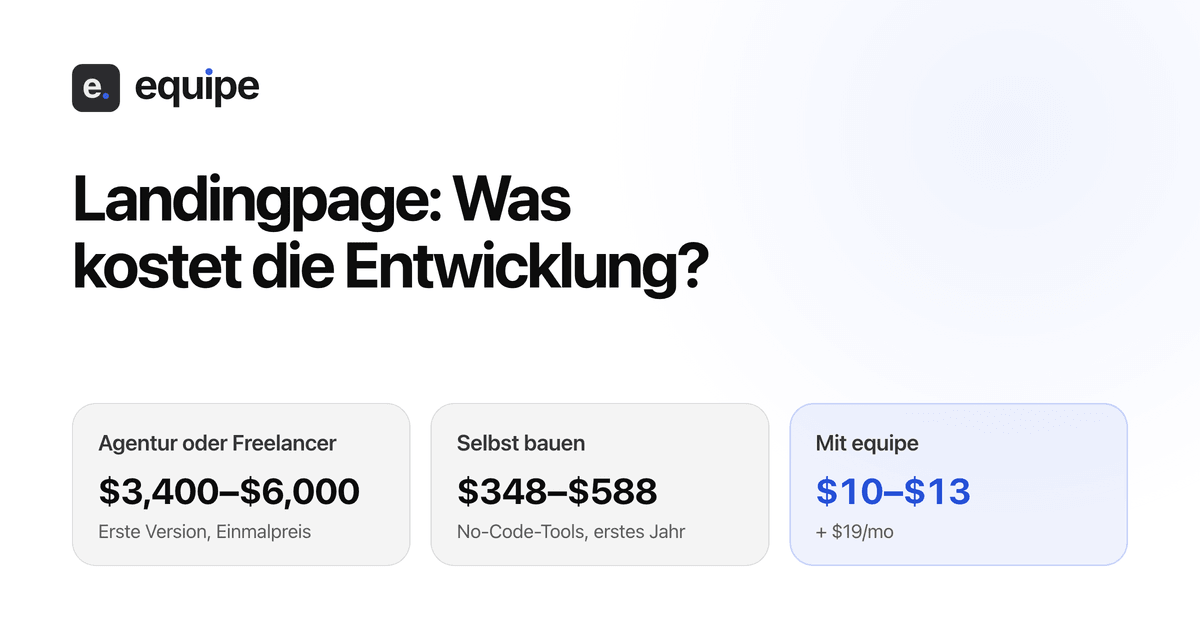 e.
equipe
Landingpage: Was
kostet die Entwicklung?
Agentur oder Freelancer
$3,400–$6,000
Erste Version, Einmalpreis
Selbst bauen
$348–$588
No-Code-Tools, erstes Jahr
Mit equipe
$10–$13
+ $19/mo